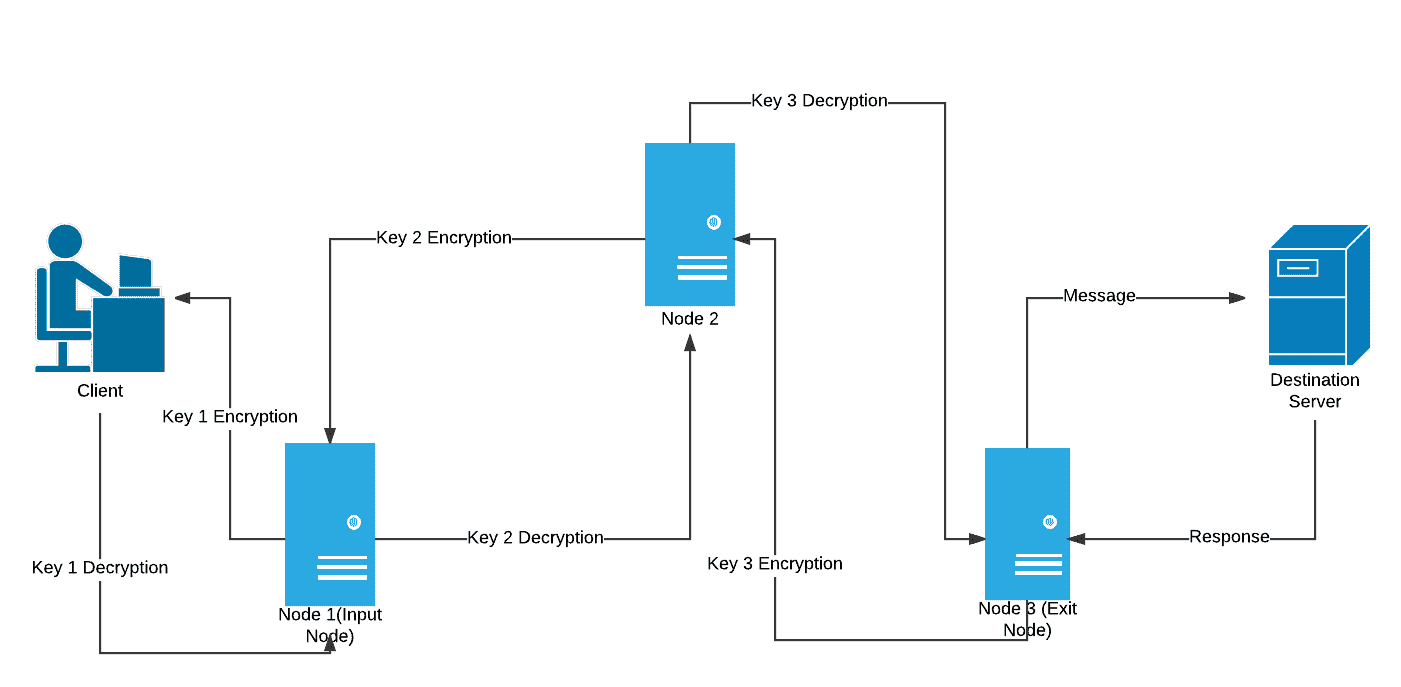 Key 3 Decryption
Key 2 Encryption
Node 2
Message
Client
Destination
Server
Key 1 Encryption
Key 2 Decryption
Response
Key 1 Decryption
Key 3 Encryption
Node 1(Input
Node)
Node 3 (Exit
Node)